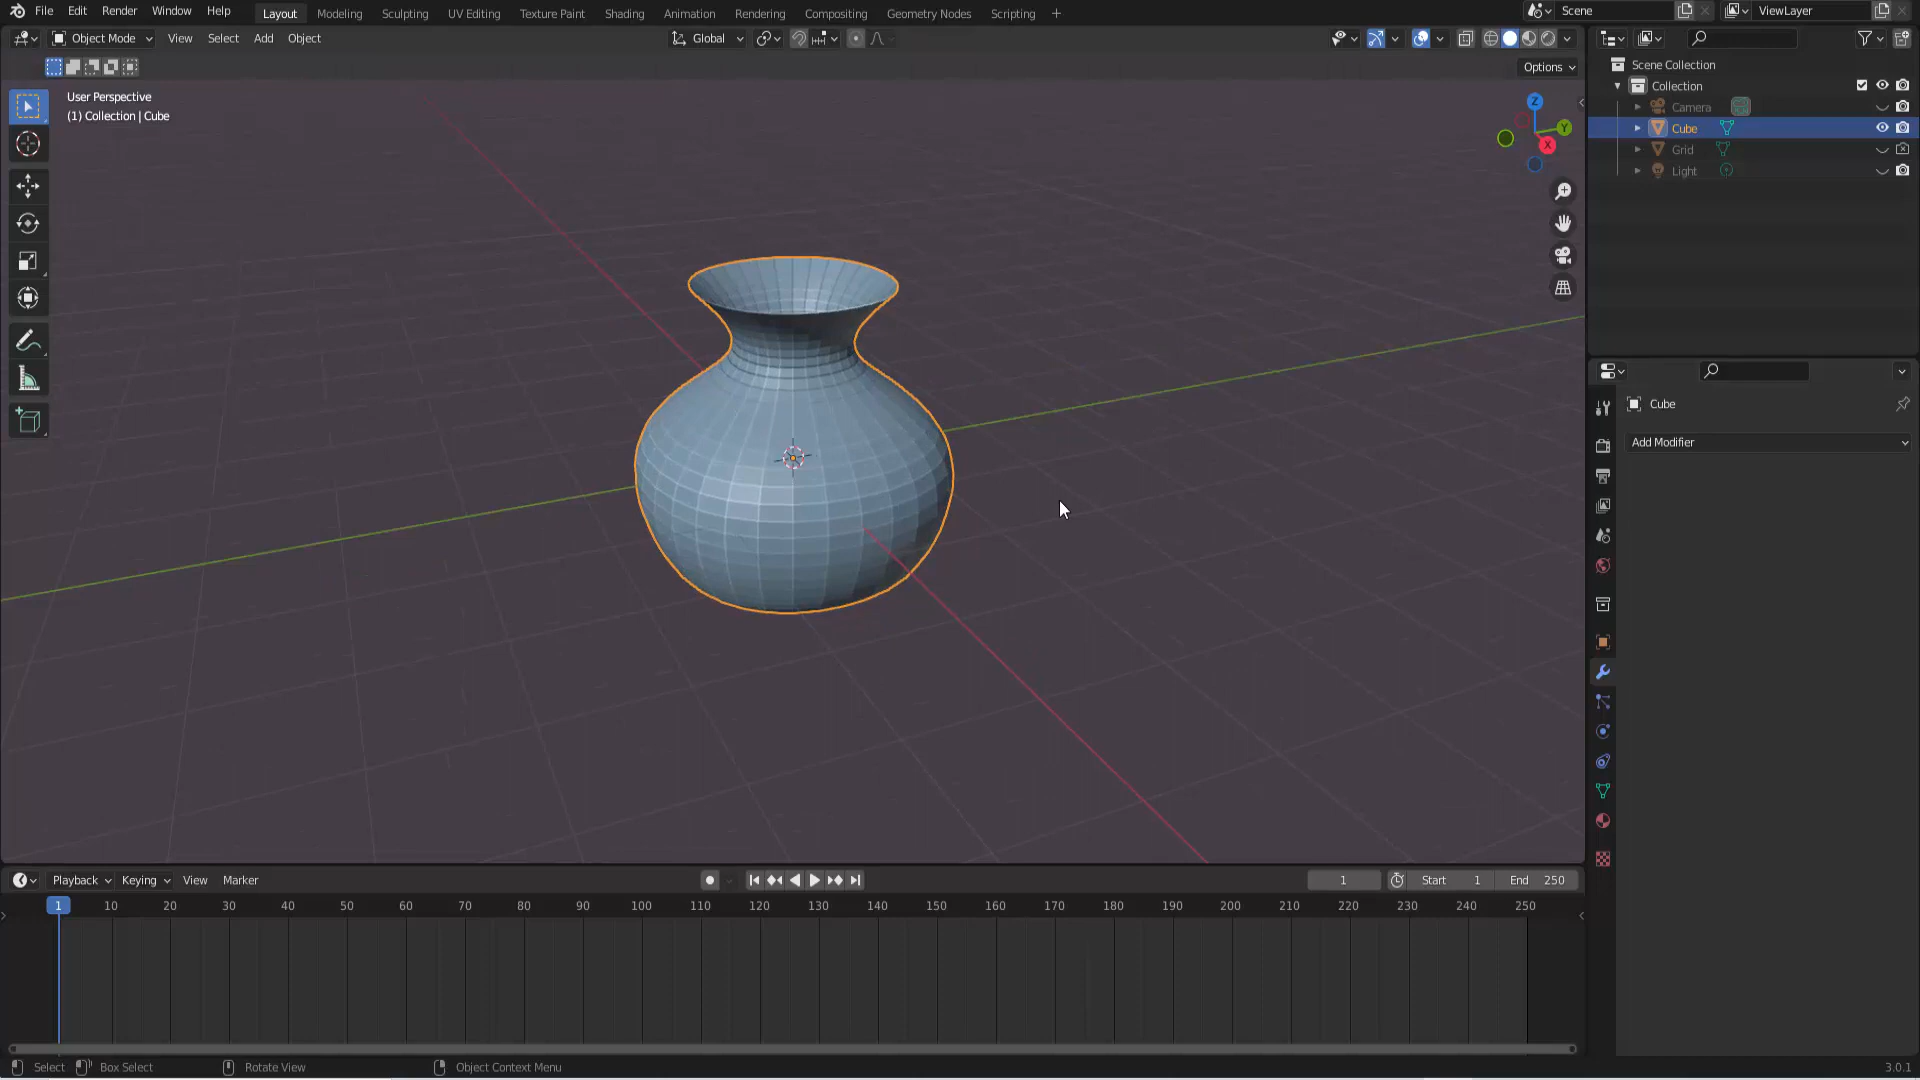 File Edit Render Window Help Layout Modeling Sculpting UV Editing Texture Paint Shading Animation Rendering Compositing Geometry Nodes Scripting + Scene ViewLayer
Object Mode View Select Add Object Global
Options
User Perspective
(1) Collection | Cube
Z
Y
X
Scene Collection
Collection
Camera
Cube
Grid
Light
Cube
Add Modifier
Playback Keying View Marker 1 Start 1 End 250
1 10 20 30 40 50 60 70 80 90 100 110 120 130 140 150 160 170 180 190 200 210 220 230 240 250
Select Box Select Rotate View Object Context Menu 3.0.1